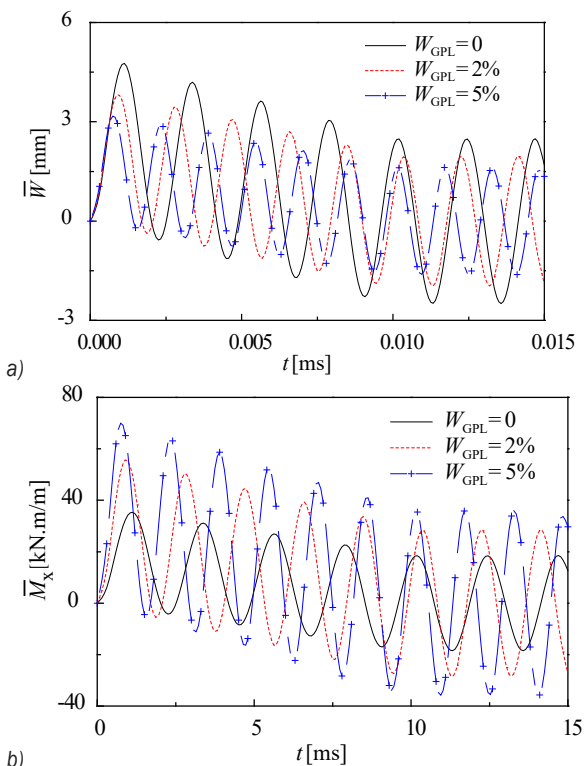 6
3
0
-3
W̅ [mm]
W_GPL = 0
W_GPL = 2%
W_GPL = 5%
0.000 0.005 0.010 0.015
t [ms]
a)
80
40
0
-40
M̅_x [kN.m/m]
W_GPL = 0
W_GPL = 2%
W_GPL = 5%
0 5 10 15
t [ms]
b)